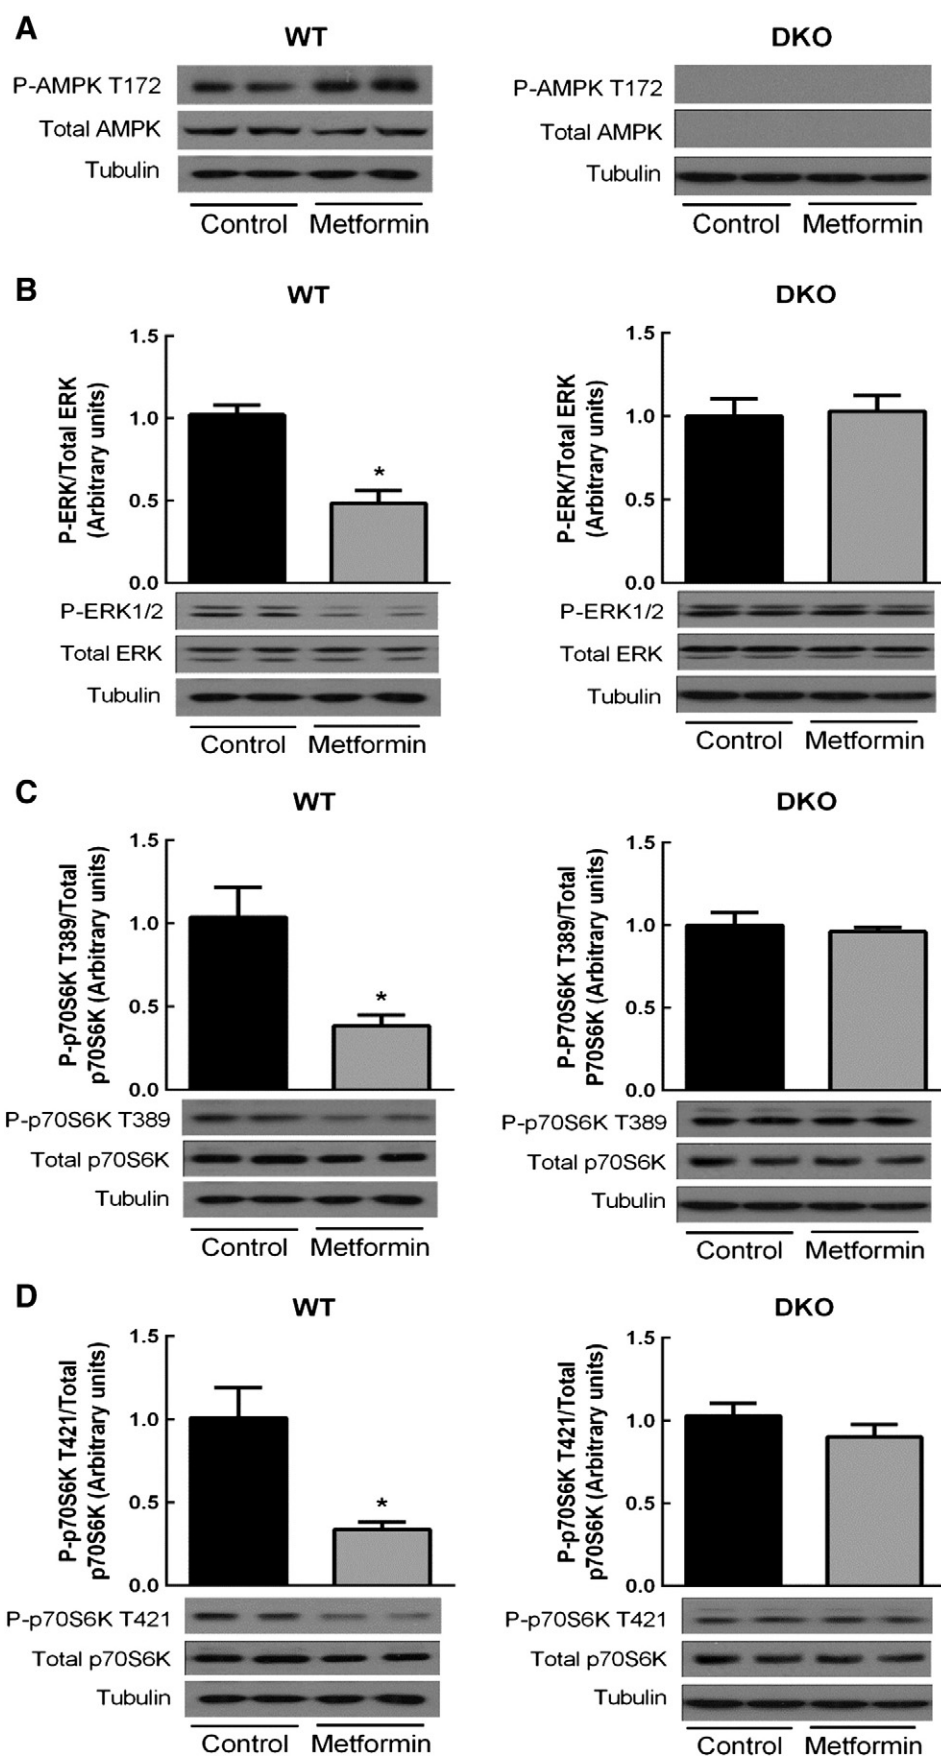 A
WT
DKO
P-AMPK T172
Total AMPK
Tubulin
Control Metformin
P-AMPK T172
Total AMPK
Tubulin
Control Metformin
B
WT
P-ERK/Total ERK
(Arbitrary units)
1.5
1.0
0.5
0.0
*
P-ERK1/2
Total ERK
Tubulin
Control Metformin
DKO
P-ERK/Total ERK
(Arbitrary units)
1.5
1.0
0.5
0.0
P-ERK1/2
Total ERK
Tubulin
Control Metformin
C
WT
P-p70S6K T389/Total
p70S6K (Arbitrary units)
1.5
1.0
0.5
0.0
*
P-p70S6K T389
Total p70S6K
Tubulin
Control Metformin
DKO
P-P70S6K T389/Total
P70S6K (Arbitrary units)
1.5
1.0
0.5
0.0
P-p70S6K T389
Total p70S6K
Tubulin
Control Metformin
D
WT
P-p70S6K T421/Total
p70S6K (Arbitrary units)
1.5
1.0
0.5
0.0
*
P-p70S6K T421
Total p70S6K
Tubulin
Control Metformin
DKO
P-p70S6K T421/Total
p70S6K (Arbitrary units)
1.5
1.0
0.5
0.0
P-p70S6K T421
Total p70S6K
Tubulin
Control Metformin